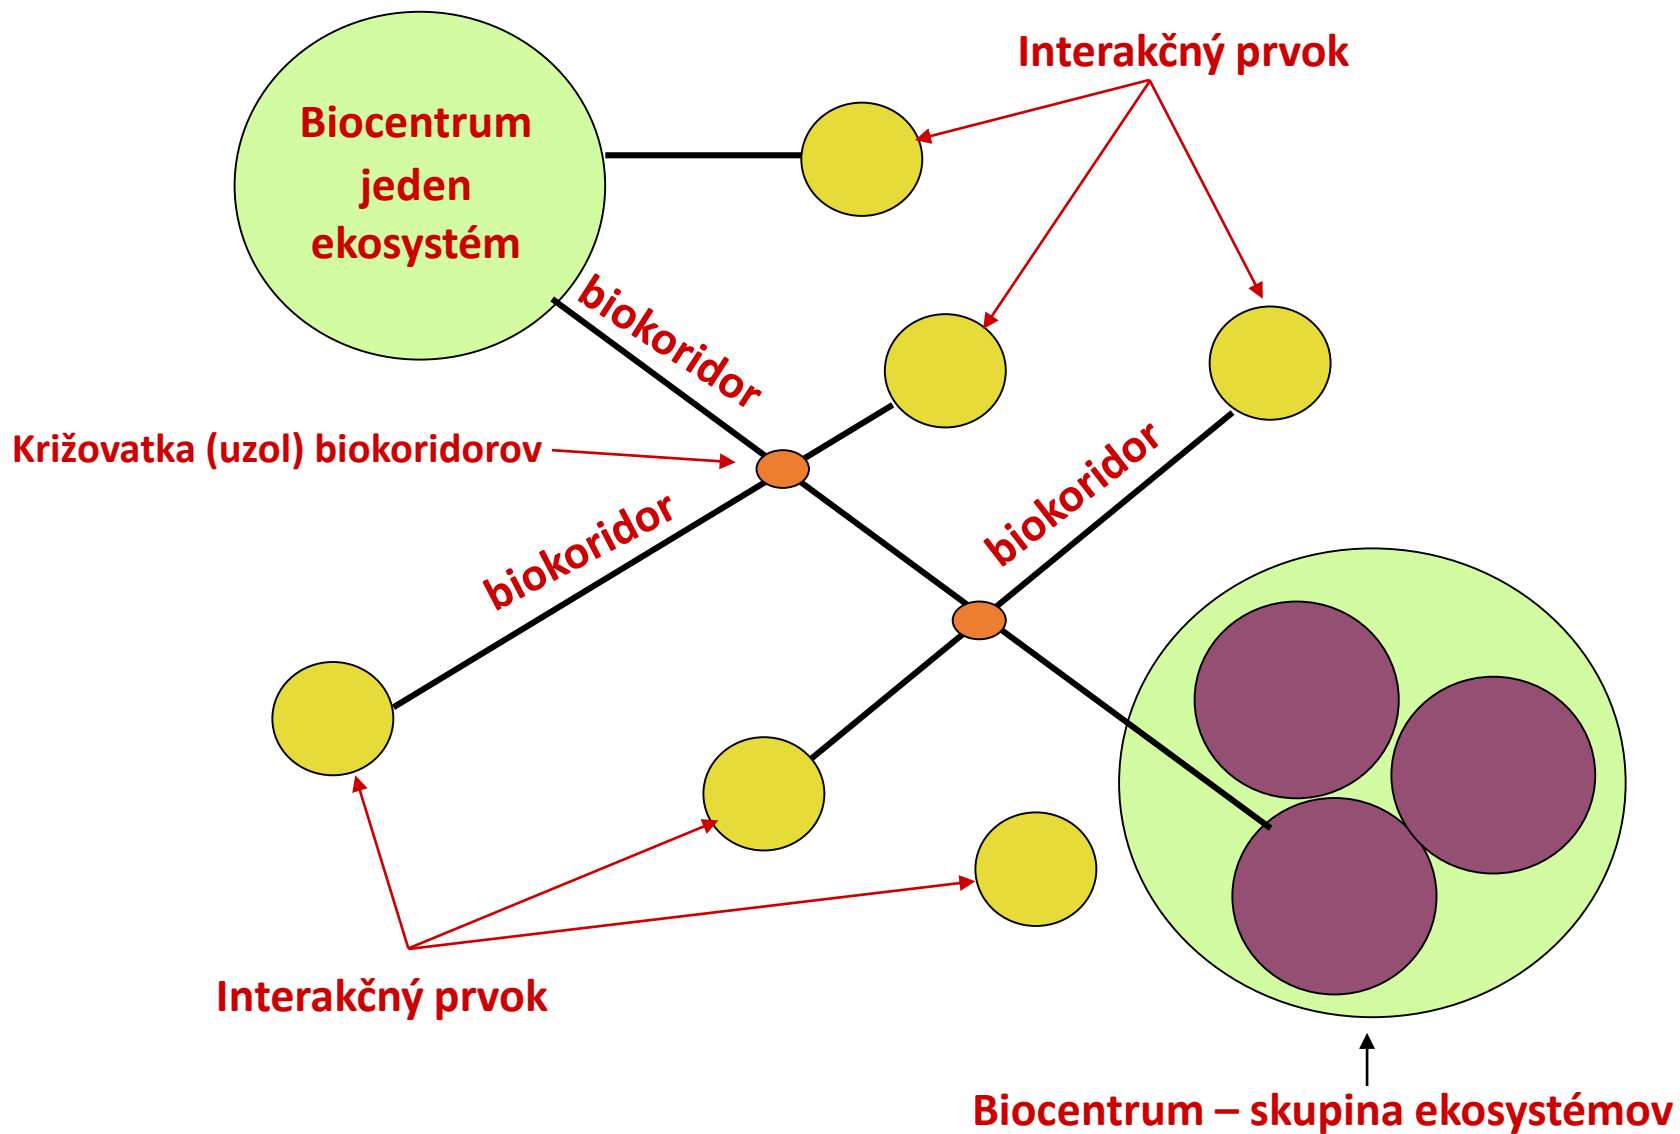 Interakčný prvok
Biocentrum
jeden
ekosystém
biokoridor
Križovatka (uzol) biokoridorov
biokoridor
biokoridor
Interakčný prvok
Biocentrum – skupina ekosystémov